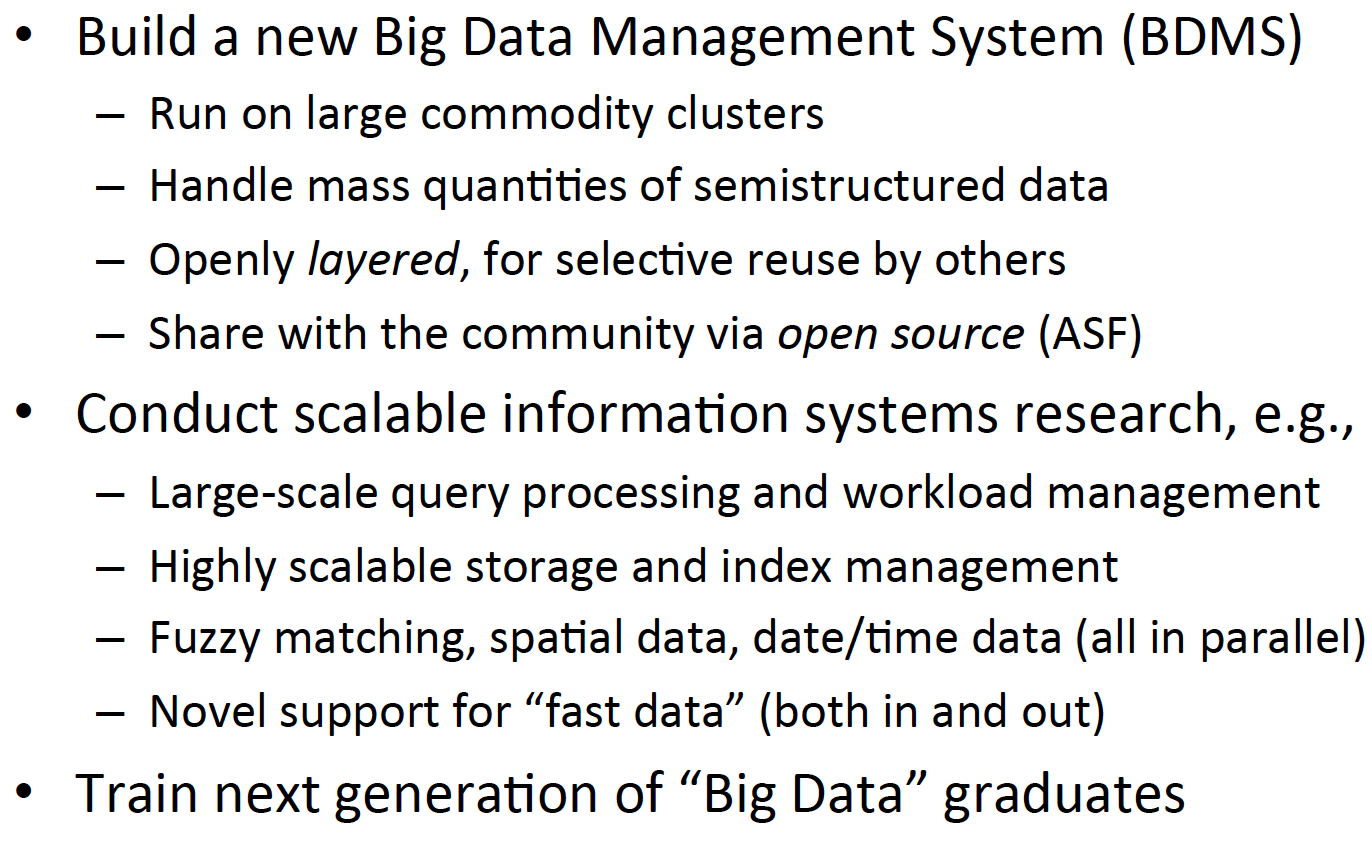 • Build a new Big Data Management System (BDMS)
– Run on large commodity clusters
– Handle mass quantities of semistructured data
– Openly layered, for selective reuse by others
– Share with the community via open source (ASF)
• Conduct scalable information systems research, e.g.,
– Large-scale query processing and workload management
– Highly scalable storage and index management
– Fuzzy matching, spatial data, date/time data (all in parallel)
– Novel support for “fast data” (both in and out)
• Train next generation of “Big Data” graduates